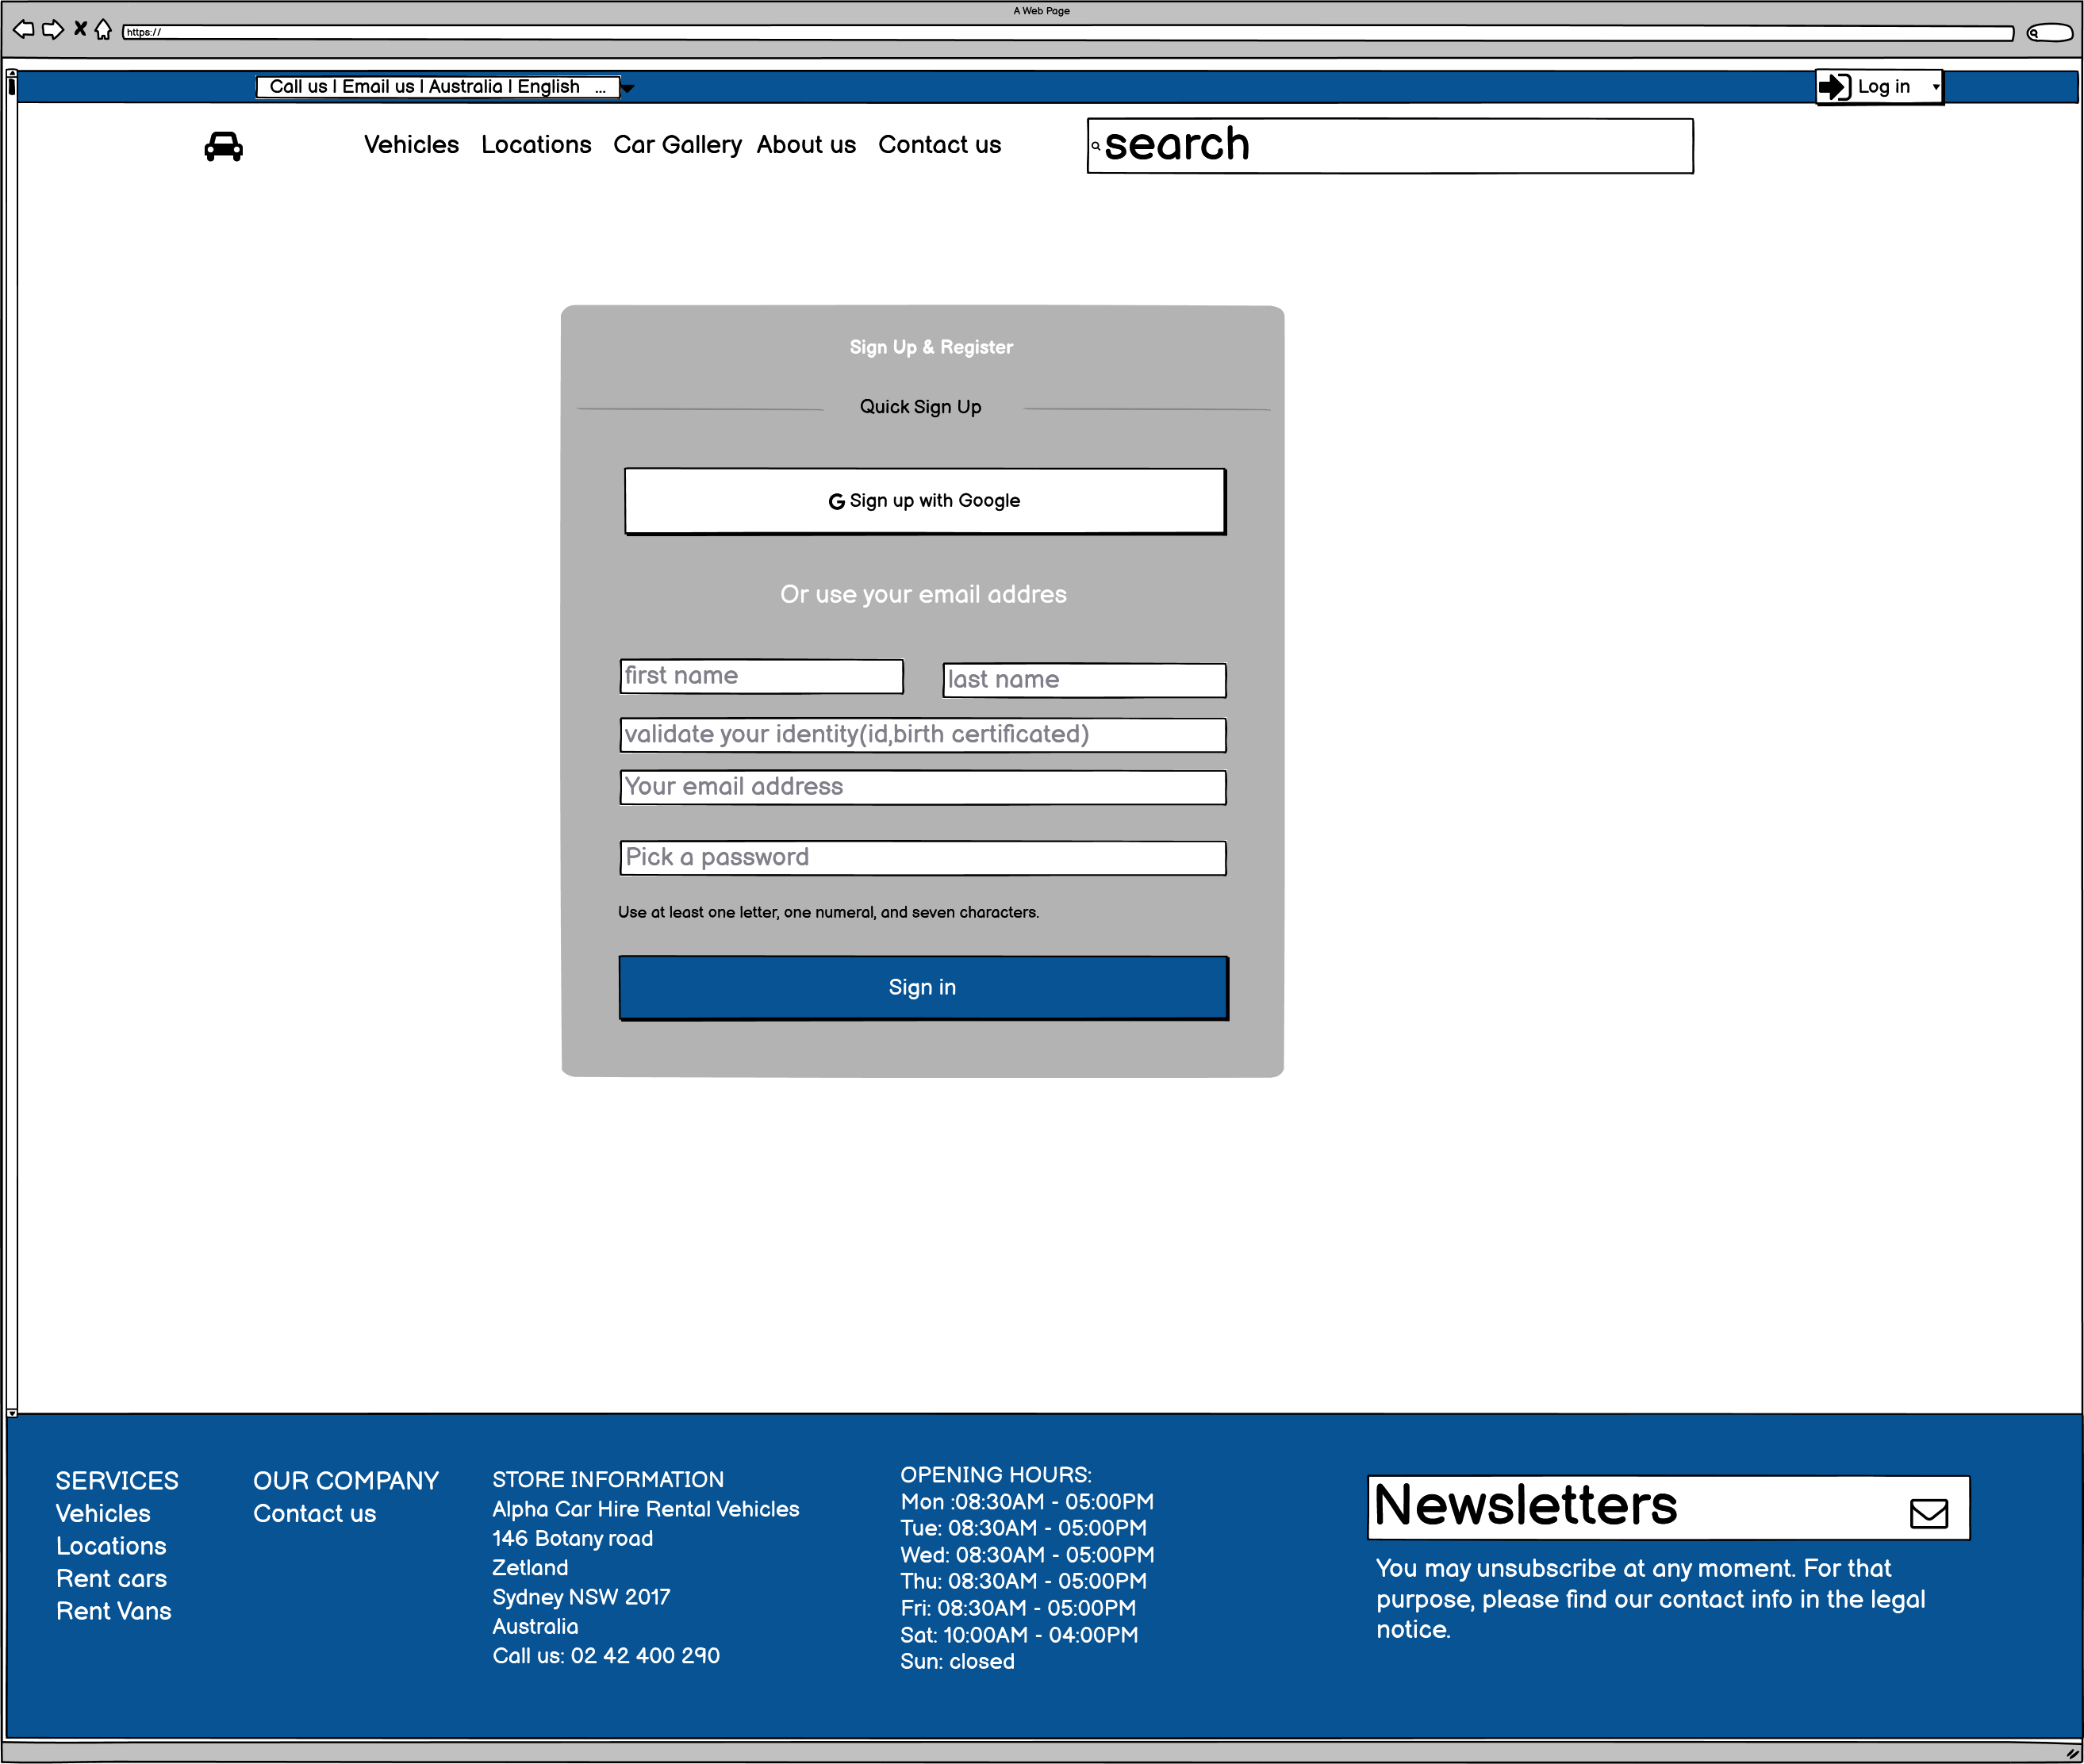 A Web Page
https://
Call us | Email us | Australia | English ...
Log in
Vehicles Locations Car Gallery About us Contact us
search
Sign Up & Register
Quick Sign Up
G Sign up with Google
Or use your email addres
first name
last name
validate your identity(id,birth certificated)
Your email address
Pick a password
Use at least one letter, one numeral, and seven characters.
Sign in
SERVICES
Vehicles
Locations
Rent cars
Rent Vans
OUR COMPANY
Contact us
STORE INFORMATION
Alpha Car Hire Rental Vehicles
146 Botany road
Zetland
Sydney NSW 2017
Australia
Call us: 02 42 400 290
OPENING HOURS:
Mon :08:30AM - 05:00PM
Tue: 08:30AM - 05:00PM
Wed: 08:30AM - 05:00PM
Thu: 08:30AM - 05:00PM
Fri: 08:30AM - 05:00PM
Sat: 10:00AM - 04:00PM
Sun: closed
Newsletters
You may unsubscribe at any moment. For that
purpose, please find our contact info in the legal
notice.